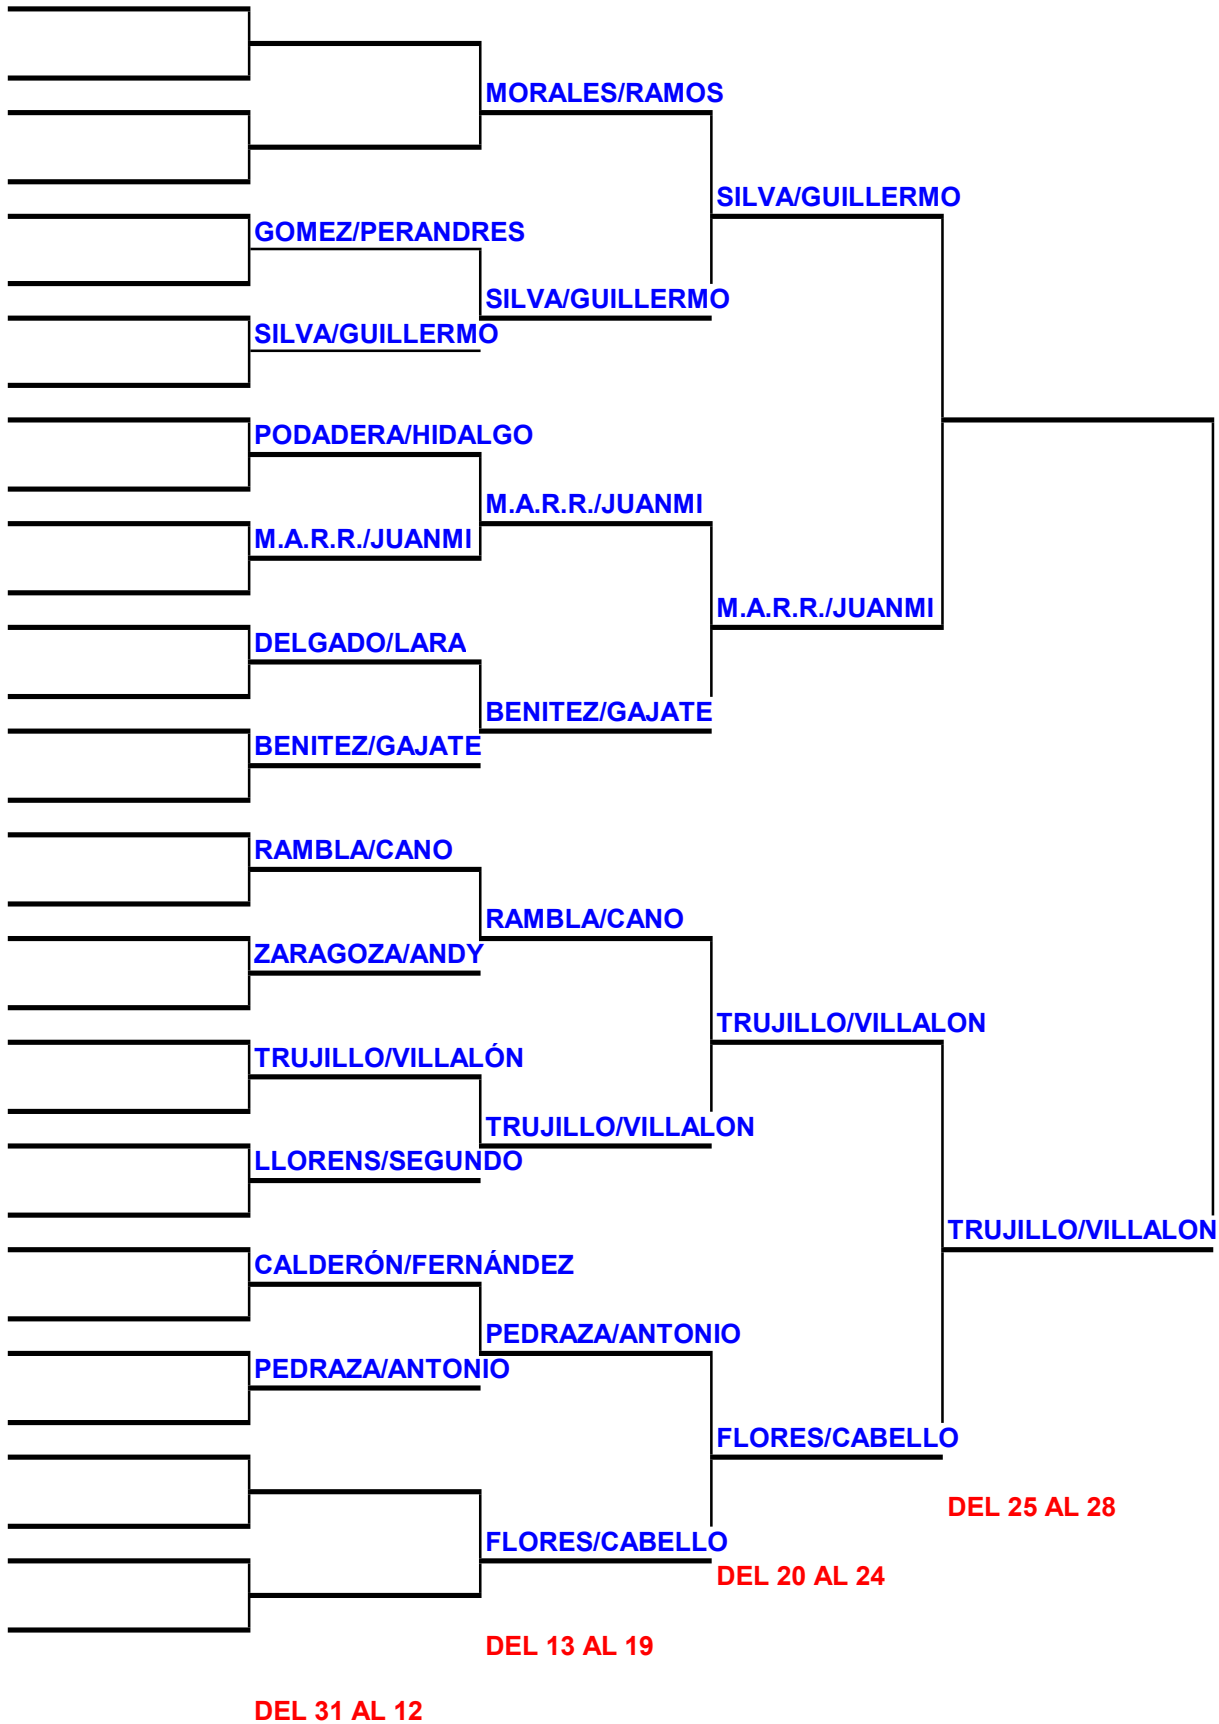 MORALES/RAMOS
SILVA/GUILLERMO
GOMEZ/PERANDRES
SILVA/GUILLERMO
SILVA/GUILLERMO
PODADERA/HIDALGO
M.A.R.R./JUANMI
M.A.R.R./JUANMI
M.A.R.R./JUANMI
DELGADO/LARA
BENITEZ/GAJATE
BENITEZ/GAJATE
RAMBLA/CANO
RAMBLA/CANO
ZARAGOZA/ANDY
TRUJILLO/VILLALON
TRUJILLO/VILLALÓN
TRUJILLO/VILLALON
LLORENS/SEGUNDO
TRUJILLO/VILLALON
CALDERÓN/FERNÁNDEZ
PEDRAZA/ANTONIO
PEDRAZA/ANTONIO
FLORES/CABELLO
DEL 25 AL 28
FLORES/CABELLO
DEL 20 AL 24
DEL 13 AL 19
DEL 31 AL 12